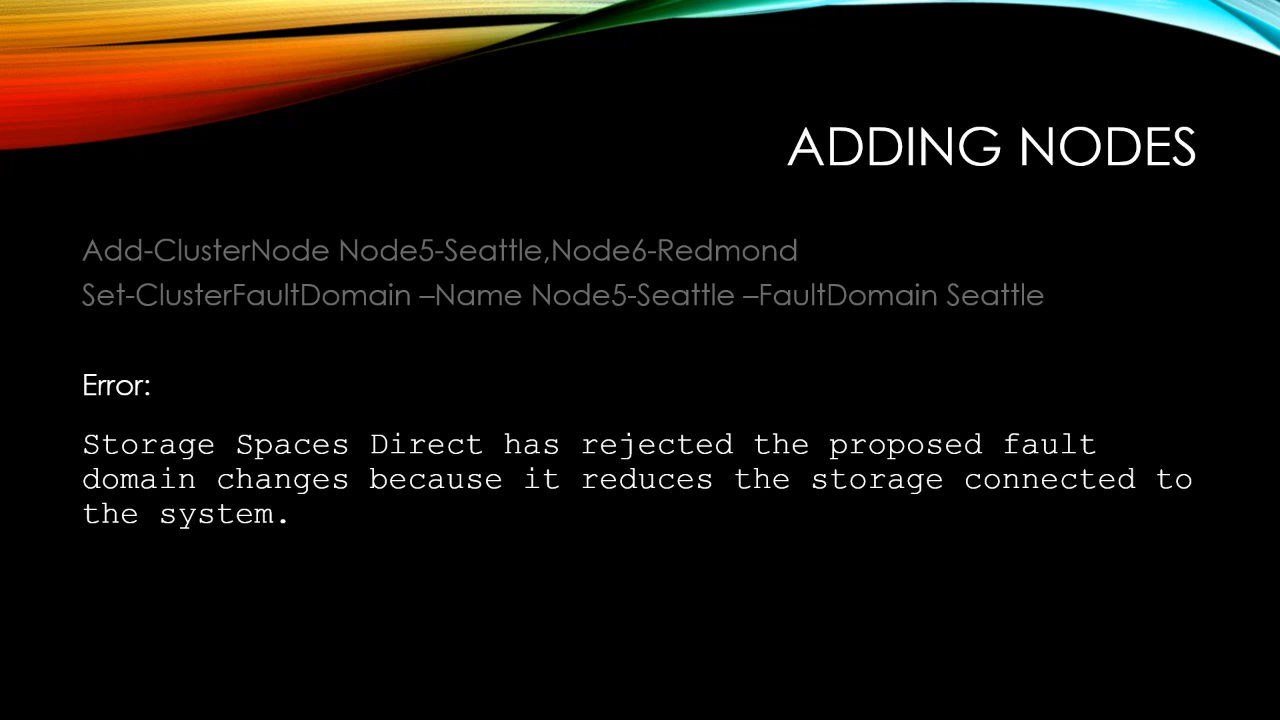 ADDING NODES
Add-ClusterNode Node5-Seattle,Node6-Redmond
Set-ClusterFaultDomain –Name Node5-Seattle –FaultDomain Seattle
Error:
Storage Spaces Direct has rejected the proposed fault
domain changes because it reduces the storage connected to
the system.